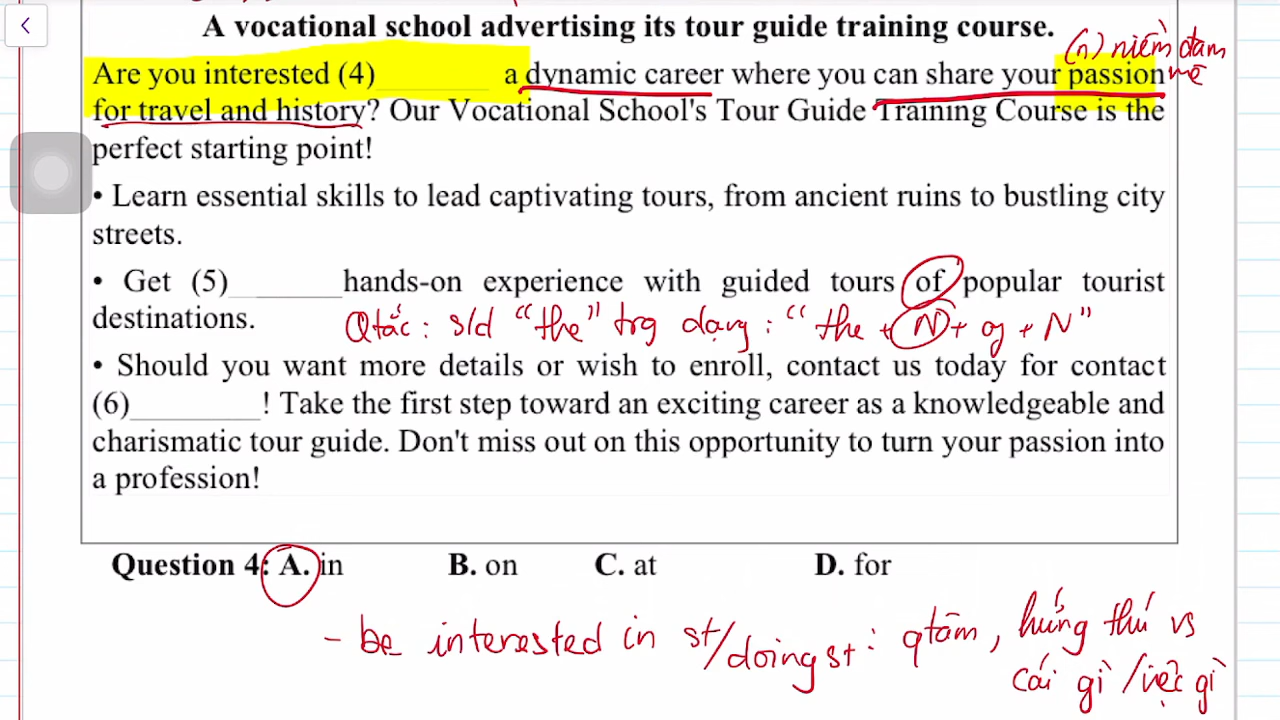 A vocational school advertising its tour guide training course.
(n) niềm đam
mê
Are you interested (4)________ a dynamic career where you can share your passion
for travel and history? Our Vocational School's Tour Guide Training Course is the
perfect starting point!
• Learn essential skills to lead captivating tours, from ancient ruins to bustling city
streets.
• Get (5)________ hands-on experience with guided tours of popular tourist
destinations.
Qtắc: s/d "the" trg dạng: "the + N + of + N"
• Should you want more details or wish to enroll, contact us today for contact
(6)_________! Take the first step toward an exciting career as a knowledgeable and
charismatic tour guide. Don't miss out on this opportunity to turn your passion into
a profession!
Question 4: A. in B. on C. at D. for
- be interested in st/doing st: qtâm, hứng thú vs
cái gì/việc gì